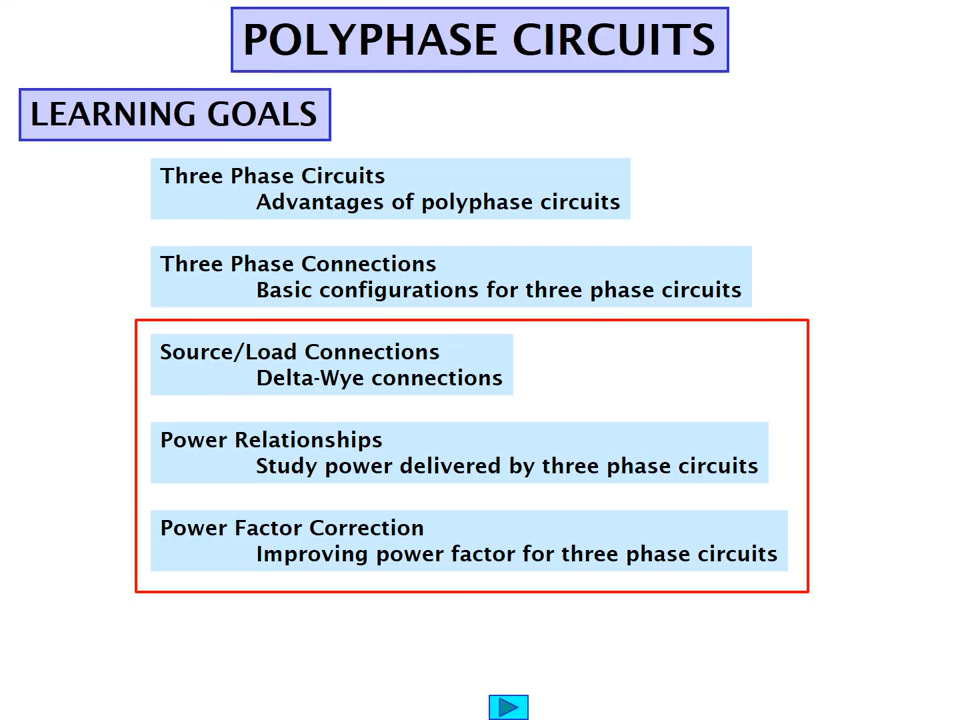 POLYPHASE CIRCUITS
LEARNING GOALS
Three Phase Circuits
Advantages of polyphase circuits
Three Phase Connections
Basic configurations for three phase circuits
Source/Load Connections
Delta-Wye connections
Power Relationships
Study power delivered by three phase circuits
Power Factor Correction
Improving power factor for three phase circuits